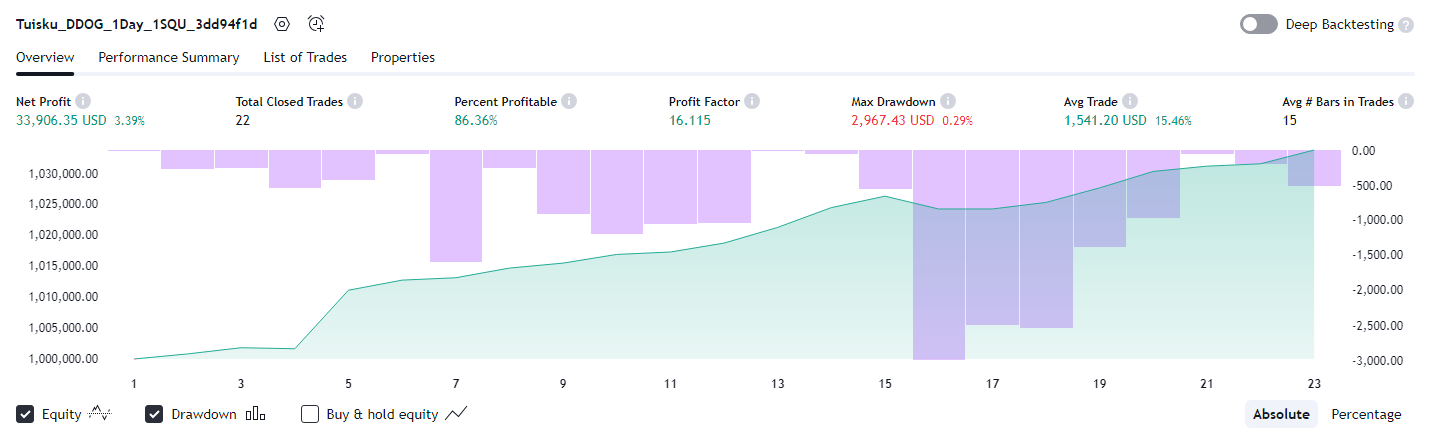 Tuisku_DDOG_1Day_1SQU_3dd94f1d
Deep Backtesting ?
Overview Performance Summary List of Trades Properties
Net Profit i Total Closed Trades i Percent Profitable i Profit Factor i Max Drawdown i Avg Trade i Avg # Bars in Trades i
33,906.35 USD 3.39% 22 86.36% 16.115 2,967.43 USD 0.29% 1,541.20 USD 15.46% 15
0.00
1,030,000.00
-500.00
1,025,000.00
-1,000.00
1,020,000.00
-1,500.00
1,015,000.00
-2,000.00
1,010,000.00
-2,500.00
1,005,000.00
1,000,000.00
-3,000.00
1 3 5 7 9 11 13 15 17 19 21 23
Equity Drawdown Buy & hold equity Absolute Percentage